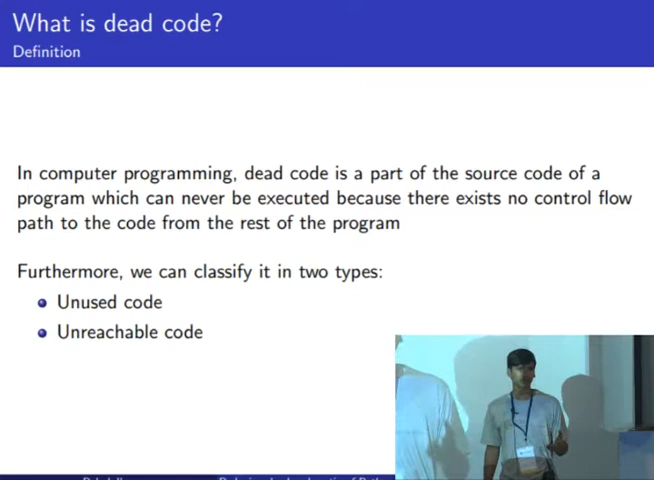 What is dead code?
Definition
In computer programming, dead code is a part of the source code of a
program which can never be executed because there exists no control flow
path to the code from the rest of the program
Furthermore, we can classify it in two types:
Unused code
Unreachable code